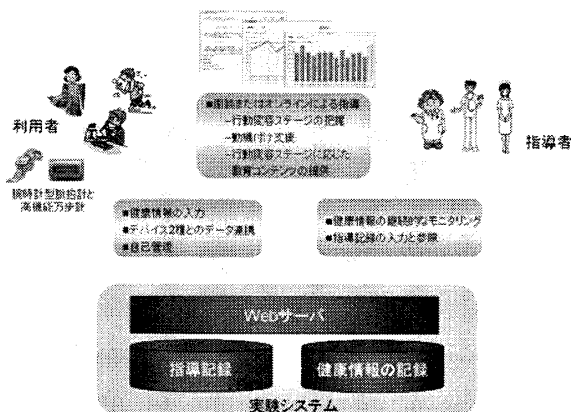 ■面談またはオンラインによる指導
－行動変容ステージの把握
－動機付け支援
－行動変容ステージに応じた
教育コンテンツの提供
利用者
指導者
腕時計型脈拍計と
高機能万歩計
■健康情報の入力
■デバイス2種とのデータ連携
■自己管理
■健康情報の継続的なモニタリング
■指導記録の入力と参照
Webサーバ
指導記録
健康情報の記録
実験システム